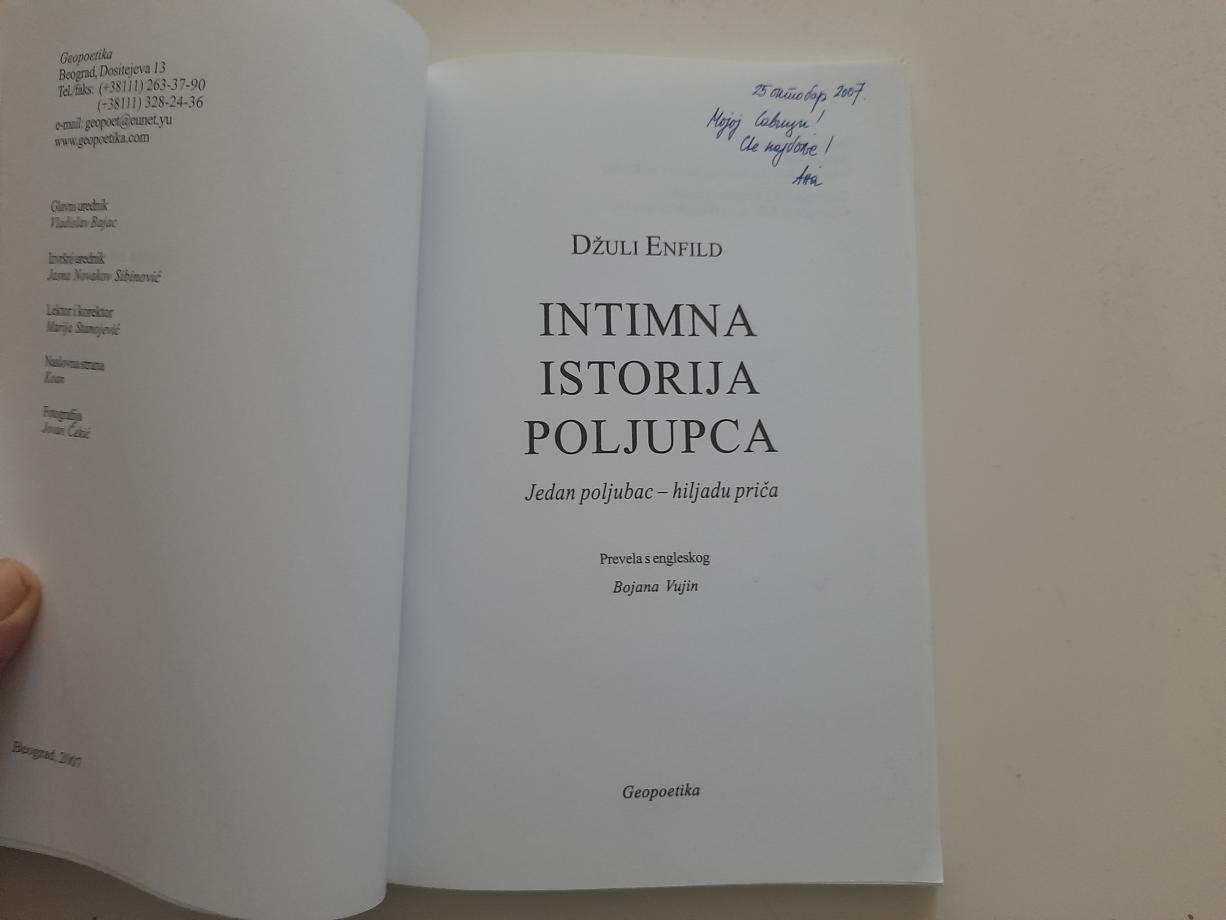 Geopoetika
Beograd, Dositejeva 13
Tel./faks: (+38111) 263-37-90
(+38111) 328-24-36
e-mail: geopoet@eunet.yu
www.geopoetika.com
Glavni urednik
Vladislav Bajac
Izvršni urednik
Jasna Novakov Sibinović
Lektor i korektor
Marija Stanojević
Naslovna strana
Koan
Fotografija
Jovan Čekić
Beograd, 2007
25 октобар 2007.
Мојој
Све најбоље!
Ана
DŽULI ENFILD
INTIMNA
ISTORIJA
POLJUPCA
Jedan poljubac – hiljadu priča
Prevela s engleskog
Bojana Vujin
Geopoetika